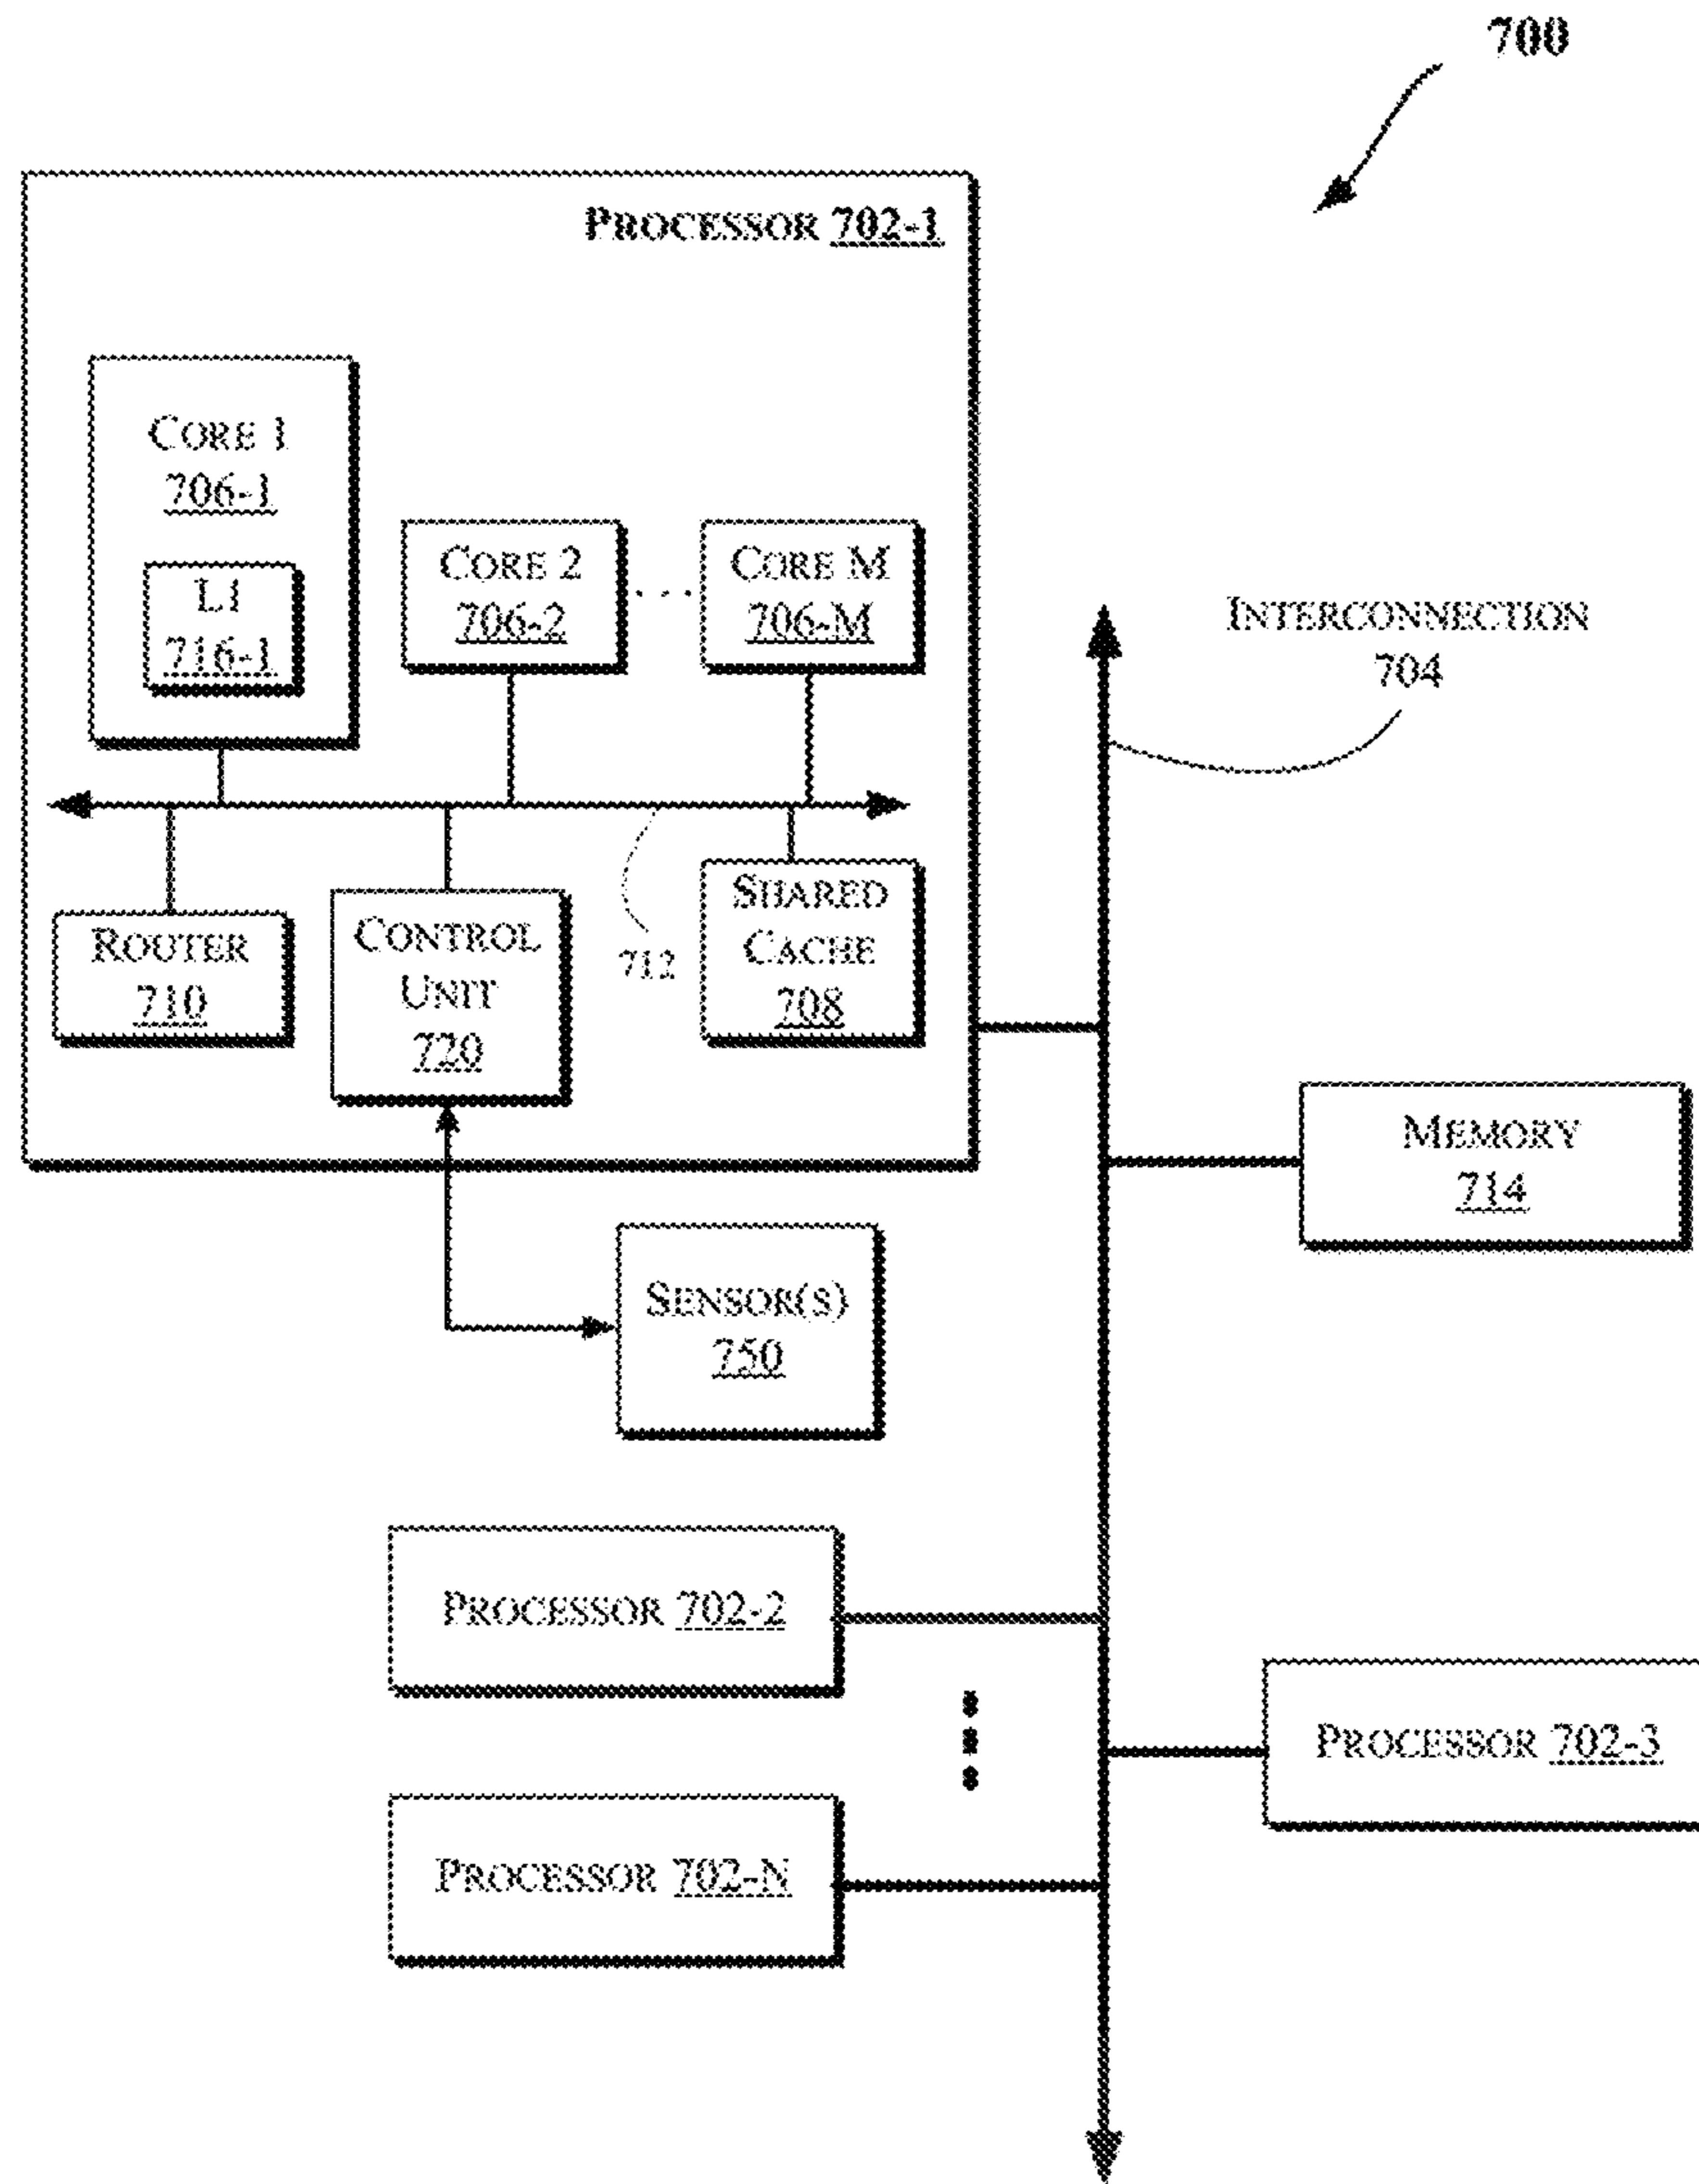 700
PROCESSOR 702-1
CORE 1
706-1
L1
716-1
CORE 2
706-2
CORE M
706-M
INTERCONNECTION
704
ROUTER
710
CONTROL
UNIT
720
712
SHARED
CACHE
708
MEMORY
714
SENSOR(S)
750
PROCESSOR 702-2
PROCESSOR 702-3
PROCESSOR 702-N